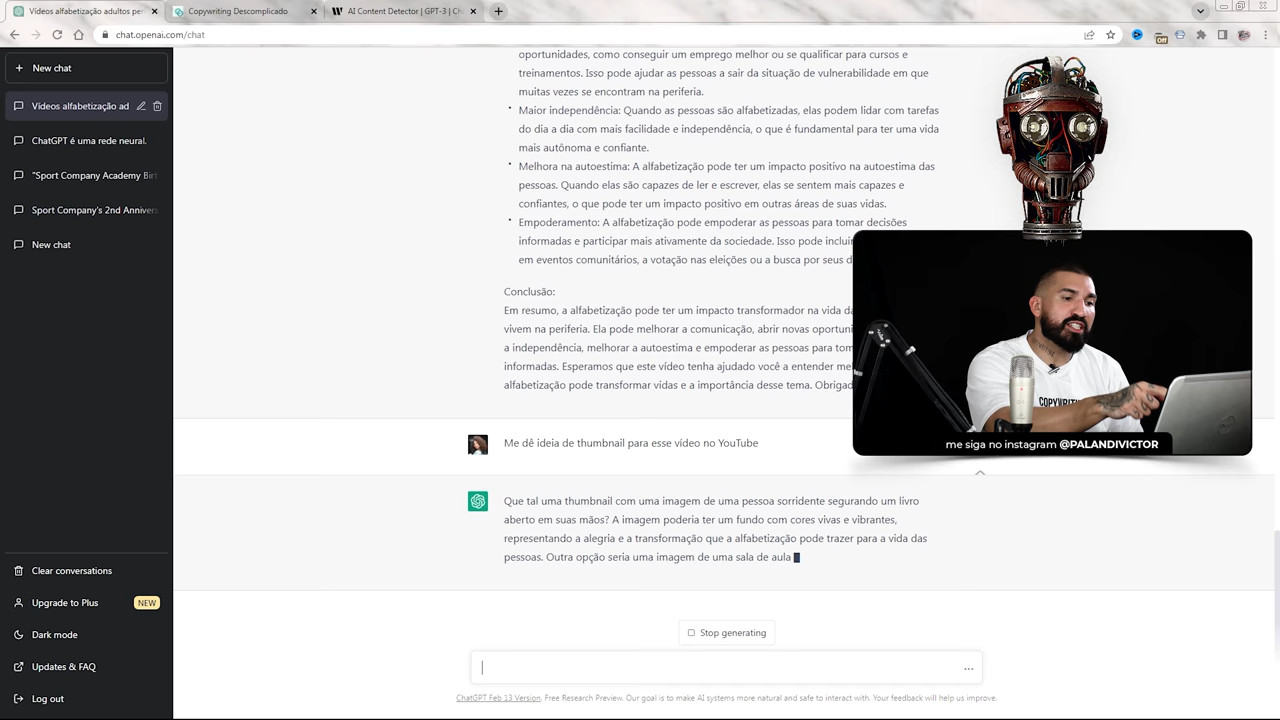 Vídeos alfabetização adultos per
Copywriting Descomplicado
AI Content Detector | GPT-3 | Ch
chat.openai.com/chat
Off
New chat
Vídeos alfabetização ad
ChatGPT é uma rede neural.
"Sport Company Academy Birt
Sport Company's 2nd Annivers
New chat
Clear conversations
Upgrade to Plus
NEW
Dark mode
Updates & FAQ
Log out
oportunidades, como conseguir um emprego melhor ou se qualificar para cursos e
treinamentos. Isso pode ajudar as pessoas a sair da situação de vulnerabilidade em que
muitas vezes se encontram na periferia.
• Maior independência: Quando as pessoas são alfabetizadas, elas podem lidar com tarefas
do dia a dia com mais facilidade e independência, o que é fundamental para ter uma vida
mais autônoma e confiante.
• Melhora na autoestima: A alfabetização pode ter um impacto positivo na autoestima das
pessoas. Quando elas são capazes de ler e escrever, elas se sentem mais capazes e
confiantes, o que pode ter um impacto positivo em outras áreas de suas vidas.
• Empoderamento: A alfabetização pode empoderar as pessoas para tomar decisões
informadas e participar mais ativamente da sociedade. Isso pode inclui
em eventos comunitários, a votação nas eleições ou a busca por seus d
Conclusão:
Em resumo, a alfabetização pode ter um impacto transformador na vida da
vivem na periferia. Ela pode melhorar a comunicação, abrir novas oportuni
a independência, melhorar a autoestima e empoderar as pessoas para tom
informadas. Esperamos que este vídeo tenha ajudado você a entender me
alfabetização pode transformar vidas e a importância desse tema. Obrigad
COPYWRIT
me siga no instagram @PALANDIVICTOR
Me dê ideia de thumbnail para esse vídeo no YouTube
Que tal uma thumbnail com uma imagem de uma pessoa sorridente segurando um livro
aberto em suas mãos? A imagem poderia ter um fundo com cores vivas e vibrantes,
representando a alegria e a transformação que a alfabetização pode trazer para a vida das
pessoas. Outra opção seria uma imagem de uma sala de aula
Stop generating
ChatGPT Feb 13 Version. Free Research Preview. Our goal is to make AI systems more natural and safe to interact with. Your feedback will help us improve.